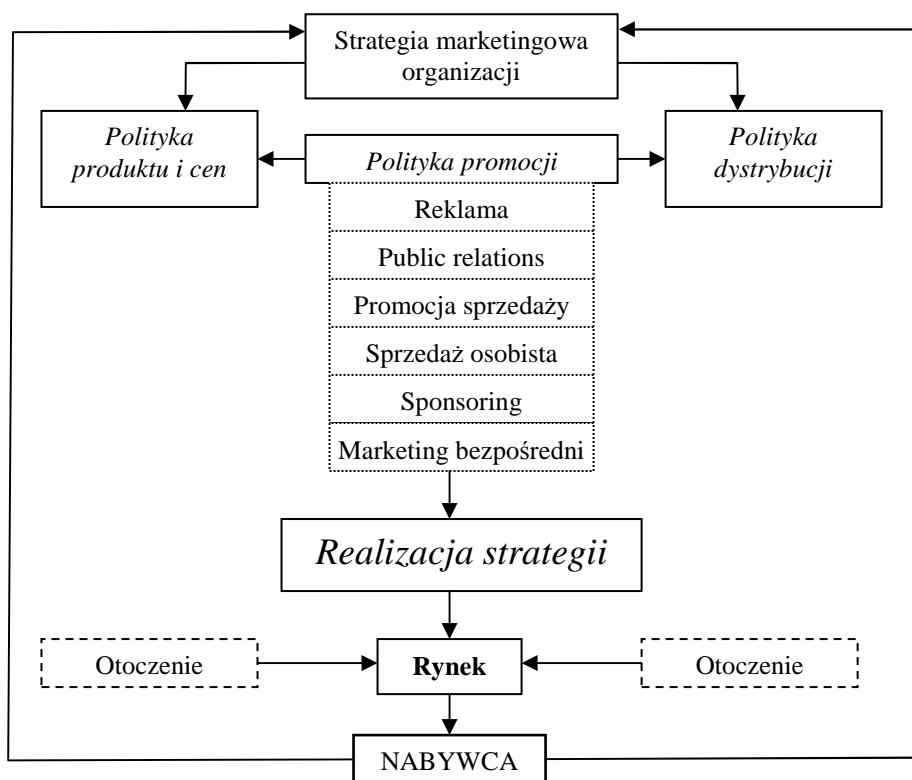 Strategia marketingowa
organizacji
Polityka
produktu i cen
Polityka promocji
Polityka
dystrybucji
Reklama
Public relations
Promocja sprzedaży
Sprzedaż osobista
Sponsoring
Marketing bezpośredni
Realizacja strategii
Otoczenie
Rynek
Otoczenie
NABYWCA